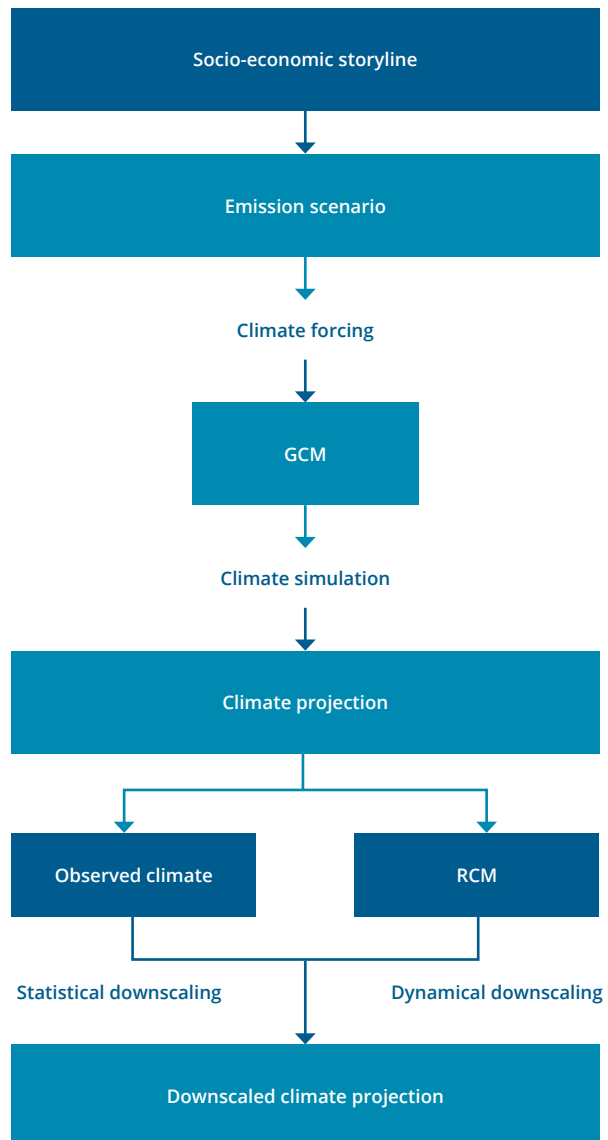 Socio-economic storyline
Emission scenario
Climate forcing
GCM
Climate simulation
Climate projection
Observed climate
RCM
Statistical downscaling
Dynamical downscaling
Downscaled climate projection